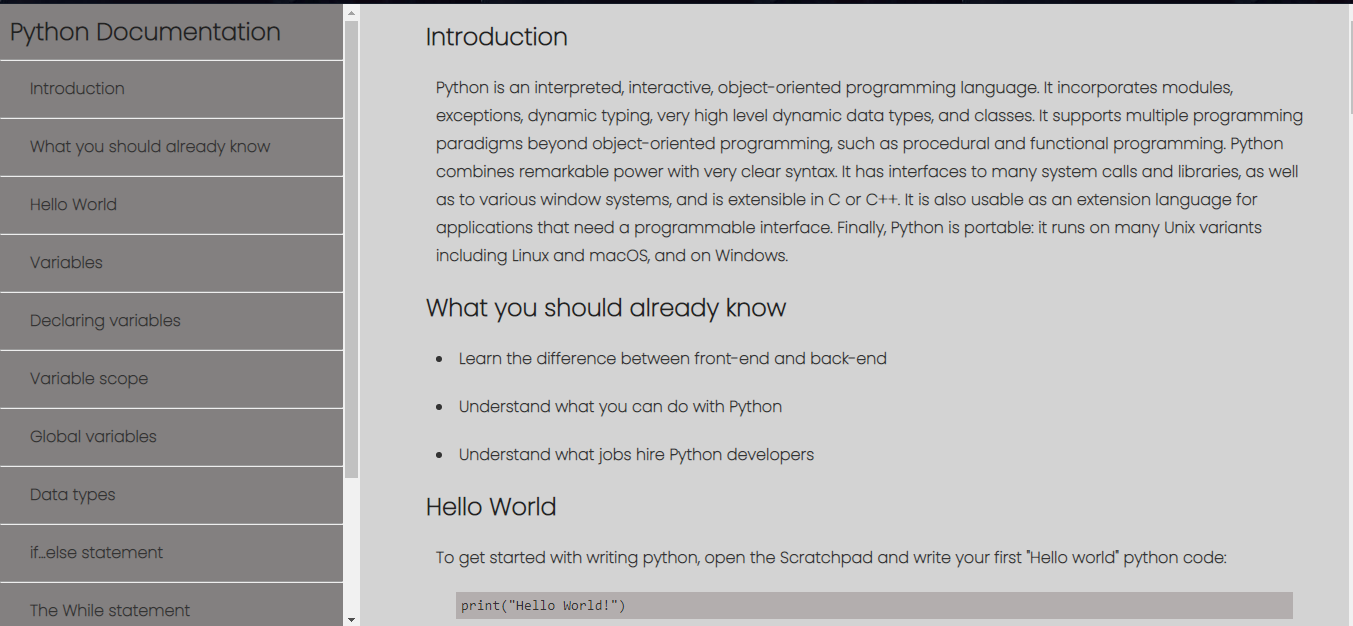 Python Documentation
Introduction
What you should already know
Hello World
Variables
Declaring variables
Variable scope
Global variables
Data types
if...else statement
The While statement
Introduction
Python is an interpreted, interactive, object-oriented programming language. It incorporates modules,
exceptions, dynamic typing, very high level dynamic data types, and classes. It supports multiple programming
paradigms beyond object-oriented programming, such as procedural and functional programming. Python
combines remarkable power with very clear syntax. It has interfaces to many system calls and libraries, as well
as to various window systems, and is extensible in C or C++. It is also usable as an extension language for
applications that need a programmable interface. Finally, Python is portable: it runs on many Unix variants
including Linux and macOS, and on Windows.
What you should already know
• Learn the difference between front-end and back-end
• Understand what you can do with Python
• Understand what jobs hire Python developers
Hello World
To get started with writing python, open the Scratchpad and write your first "Hello world" python code:
print("Hello World!")